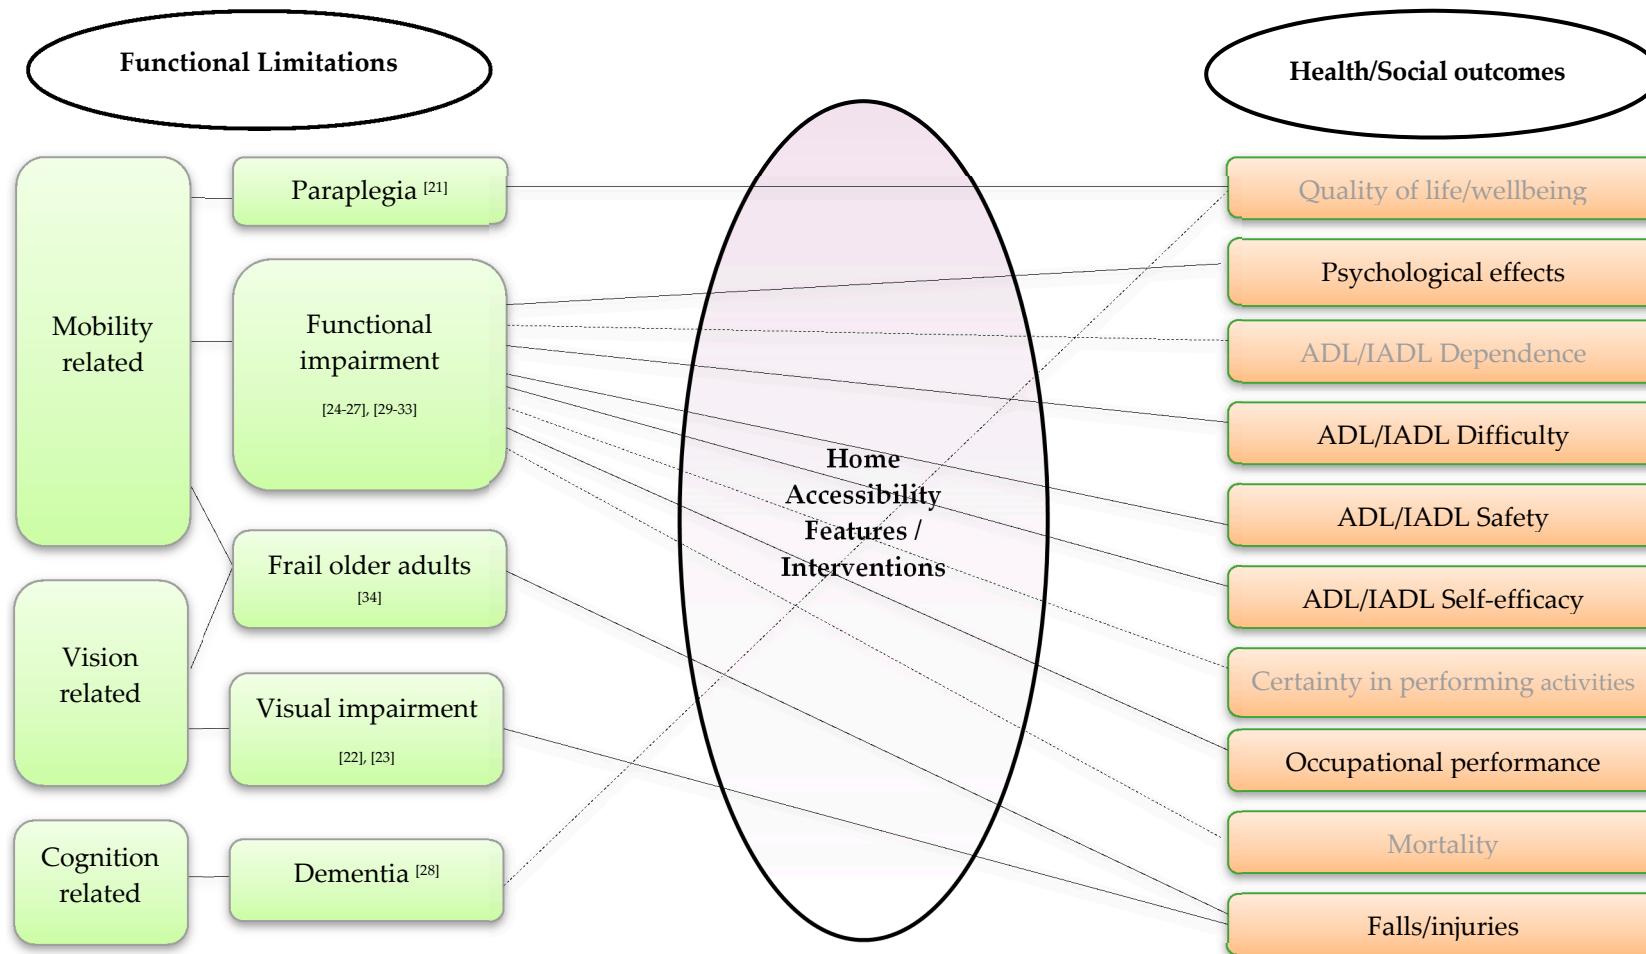 Functional Limitations
Health/Social outcomes
Mobility
related
Paraplegia [21]
Functional
impairment
[24-27], [29-33]
Frail older adults
[34]
Vision
related
Visual impairment
[22], [23]
Cognition
related
Dementia [28]
Home
Accessibility
Features /
Interventions
Quality of life/wellbeing
Psychological effects
ADL/IADL Dependence
ADL/IADL Difficulty
ADL/IADL Safety
ADL/IADL Self-efficacy
Certainty in performing activities
Occupational performance
Mortality
Falls/injuries